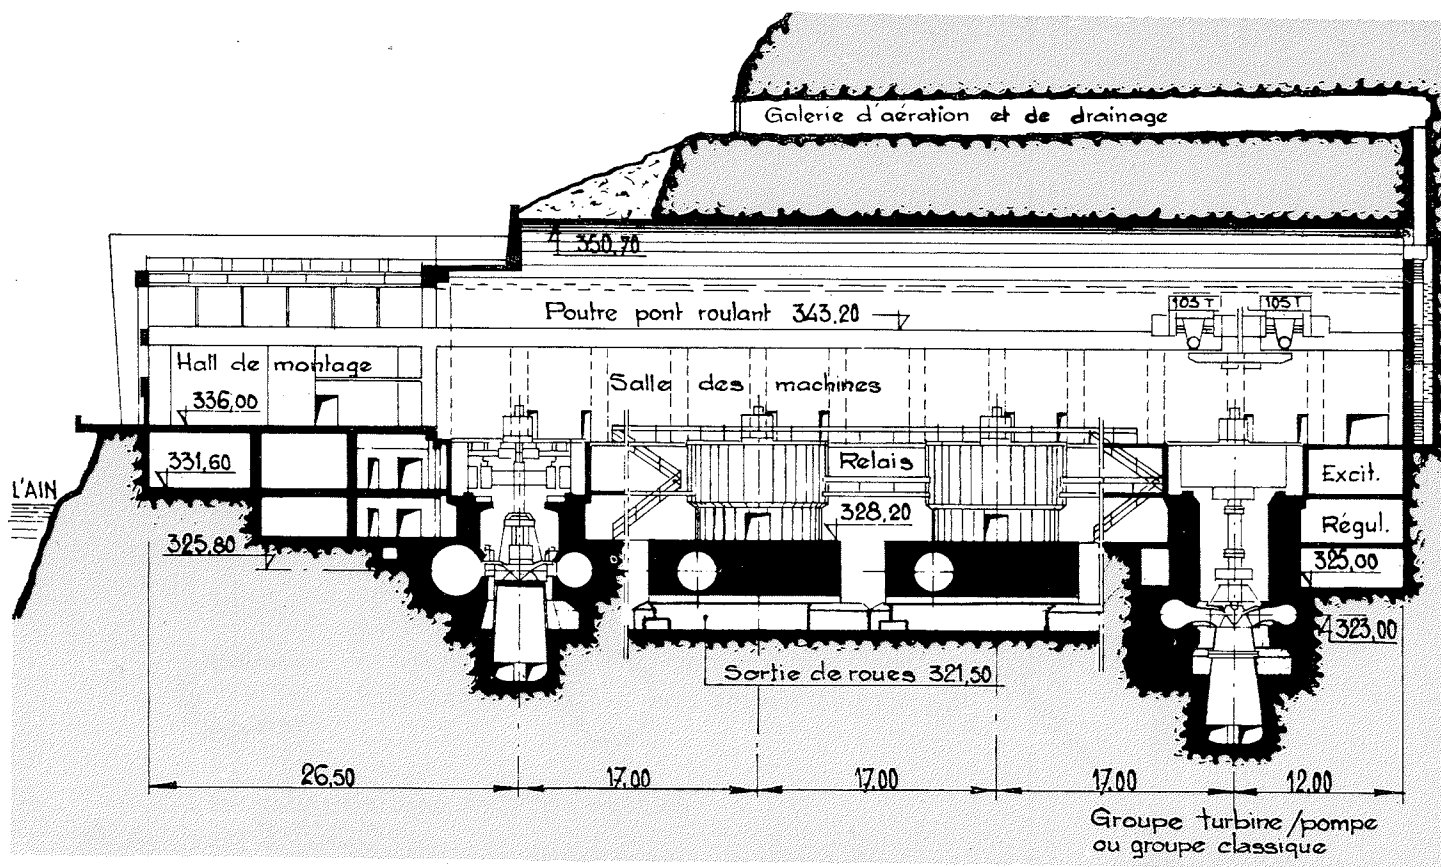 Galerie d'aération et de drainage
350,70
103 T
105 T
Poutre pont roulant 343,20
Hall de montage
Salle des machines
336,00
331,60
Relais
Excit.
L'AIN
328,20
Régul.
325,80
325,00
323,00
Sortie de roues 321,50
26,50
17.00
17.00
17.00
12.00
Groupe turbine/pompe
ou groupe classique